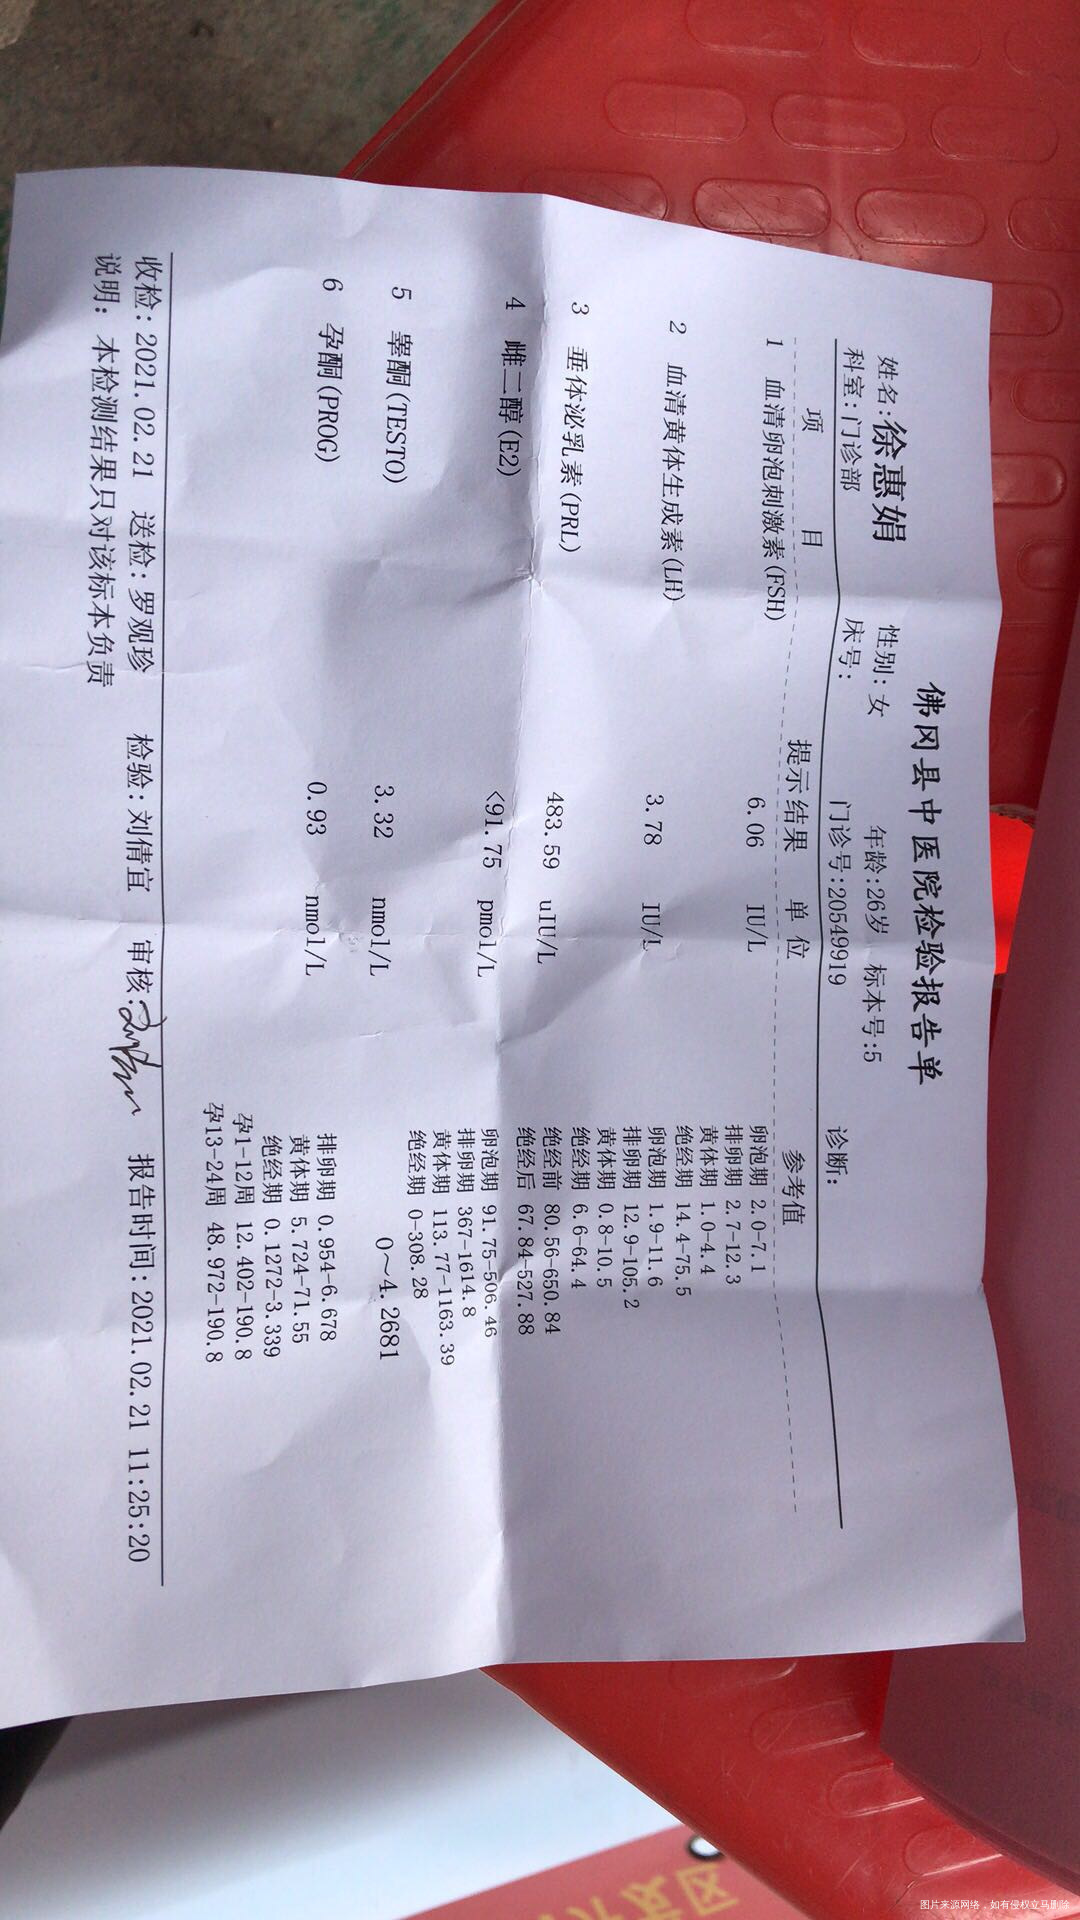 佛冈县中医院检验报告单
姓名:徐惠娟 性别:女 年龄:26岁 标本号:5
科室:门诊部 床号: 门诊号:20549919 诊断:
项 目 提示 结果 单 位 参考值
1 血清卵泡刺激素(FSH) 6.06 IU/L 卵泡期 2.0-7.1
排卵期 2.7-12.3
黄体期 1.0-4.4
绝经期 14.4-75.5
2 血清黄体生成素(LH) 3.78 IU/L 卵泡期 1.9-11.6
排卵期 12.9-105.2
黄体期 0.8-10.5
绝经期 6.6-64.4
3 垂体泌乳素(PRL) 483.59 uIU/L 绝经前 80.56-650.84
绝经后 67.84-527.88
4 雌二醇(E2) <91.75 pmol/L 卵泡期 91.75-506.46
排卵期 367-1614.8
黄体期 113.77-1163.39
绝经期 0-308.28
5 睾酮(TESTO) 3.32 nmol/L 0～4.2681
6 孕酮(PROG) 0.93 nmol/L 排卵期 0.954-6.678
黄体期 5.724-71.55
绝经期 0.1272-3.339
孕1-12周 12.402-190.8
孕13-24周 48.972-190.8
收检:2021.02.21 送检:罗观珍 检验:刘倩宜 审核: 报告时间:2021.02.21 11:25:20
说明: 本检测结果只对该标本负责
图片来源网络，如有侵权立马删除